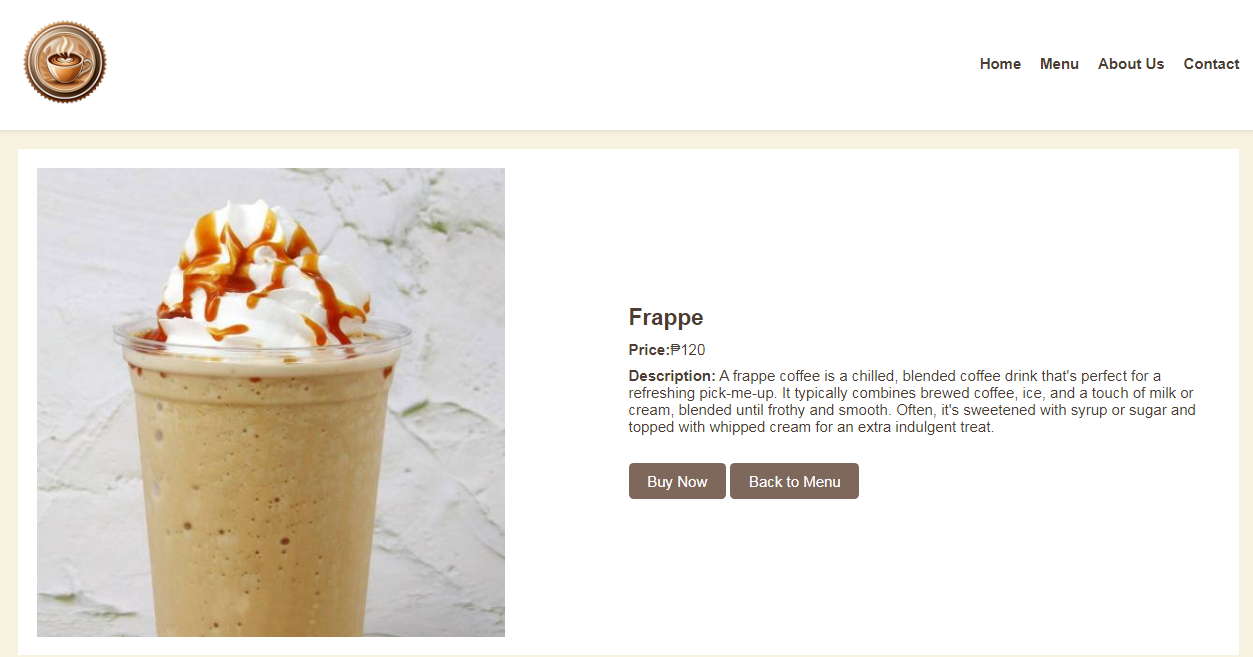 Home Menu About Us Contact
Frappe
Price:₱120
Description: A frappe coffee is a chilled, blended coffee drink that's perfect for a
refreshing pick-me-up. It typically combines brewed coffee, ice, and a touch of milk or
cream, blended until frothy and smooth. Often, it's sweetened with syrup or sugar and
topped with whipped cream for an extra indulgent treat.
Buy Now Back to Menu